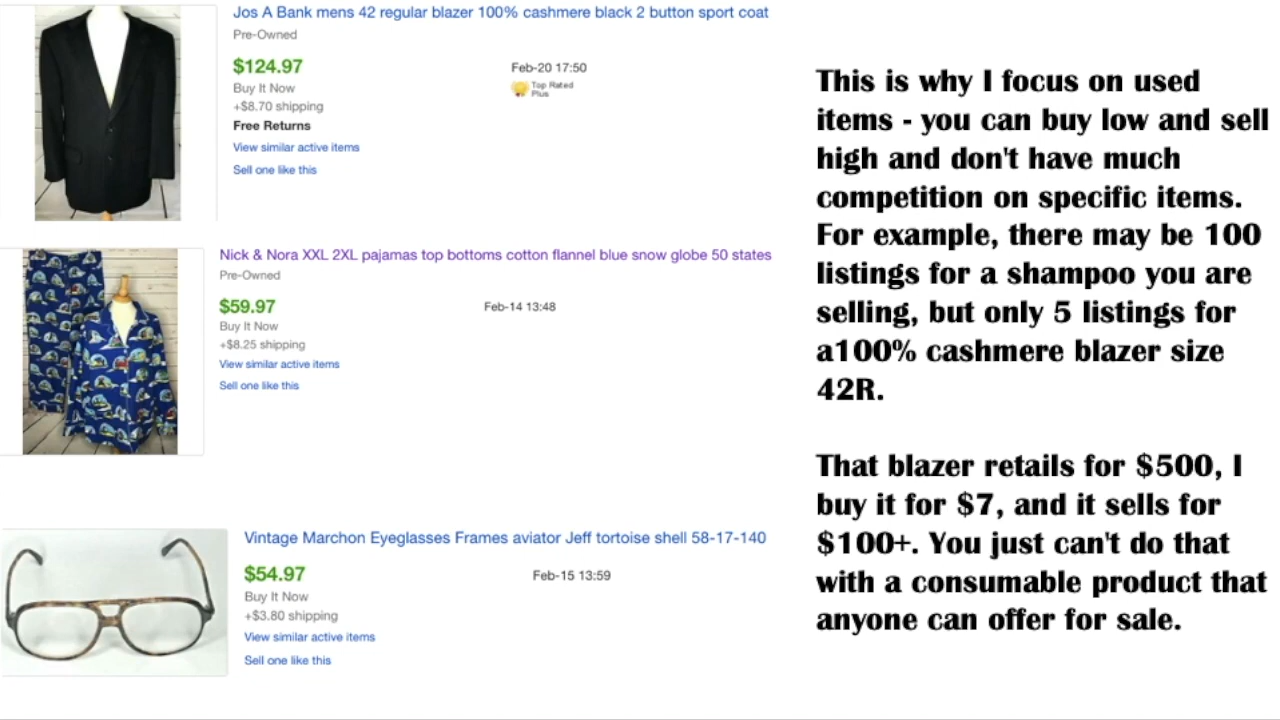 Jos A Bank mens 42 regular blazer 100% cashmere black 2 button sport coat
Pre-Owned
$124.97
Feb-20 17:50
Buy It Now
Top Rated
Plus
+$8.70 shipping
Free Returns
View similar active items
Sell one like this
Nick & Nora XXL 2XL pajamas top bottoms cotton flannel blue snow globe 50 states
Pre-Owned
$59.97
Feb-14 13:48
Buy It Now
+$8.25 shipping
View similar active items
Sell one like this
Vintage Marchon Eyeglasses Frames aviator Jeff tortoise shell 58-17-140
$54.97
Feb-15 13:59
Buy It Now
+$3.80 shipping
View similar active items
Sell one like this
This is why I focus on used
items - you can buy low and sell
high and don't have much
competition on specific items.
For example, there may be 100
listings for a shampoo you are
selling, but only 5 listings for
a100% cashmere blazer size
42R.
That blazer retails for $500, I
buy it for $7, and it sells for
$100+. You just can't do that
with a consumable product that
anyone can offer for sale.